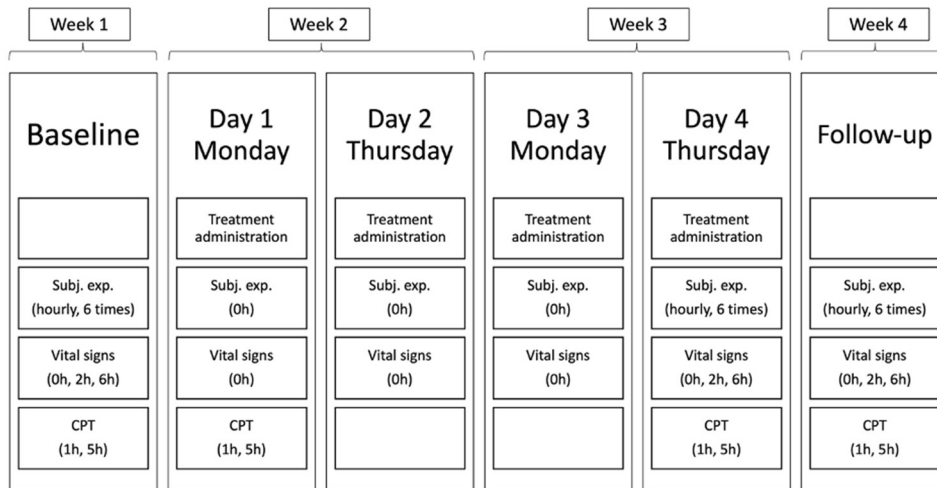 Week 1
Week 2
Week 3
Week 4
Baseline
Subj. exp.
(hourly, 6 times)
Vital signs
(0h, 2h, 6h)
CPT
(1h, 5h)
Day 1
Monday
Treatment
administration
Subj. exp.
(0h)
Vital signs
(0h)
CPT
(1h, 5h)
Day 2
Thursday
Treatment
administration
Subj. exp.
(0h)
Vital signs
(0h)
Day 3
Monday
Treatment
administration
Subj. exp.
(0h)
Vital signs
(0h)
Day 4
Thursday
Treatment
administration
Subj. exp.
(hourly, 6 times)
Vital signs
(0h, 2h, 6h)
CPT
(1h, 5h)
Follow-up
Subj. exp.
(hourly, 6 times)
Vital signs
(0h, 2h, 6h)
CPT
(1h, 5h)